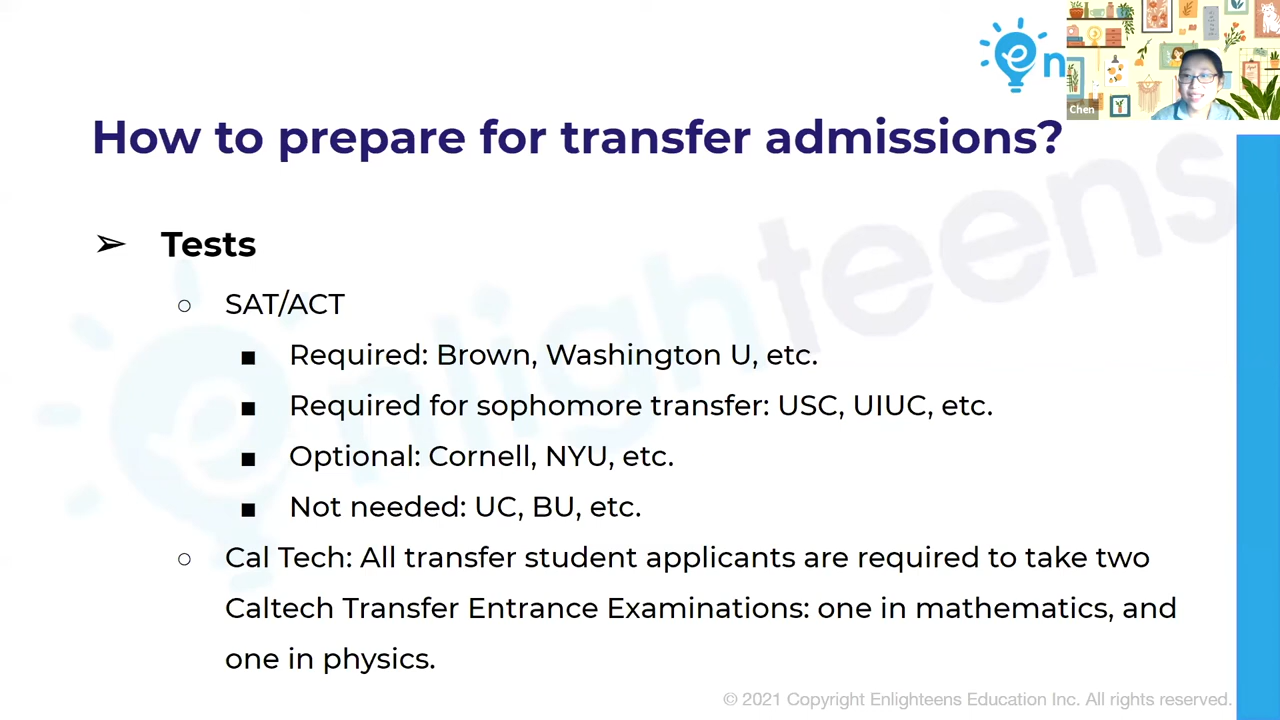 en
Chen
How to prepare for transfer admissions?
➢ Tests
○ SAT/ACT
■ Required: Brown, Washington U, etc.
■ Required for sophomore transfer: USC, UIUC, etc.
■ Optional: Cornell, NYU, etc.
■ Not needed: UC, BU, etc.
○ Cal Tech: All transfer student applicants are required to take two
Caltech Transfer Entrance Examinations: one in mathematics, and
one in physics.
enlighteens
© 2021 Copyright Enlighteens Education Inc. All rights reserved.